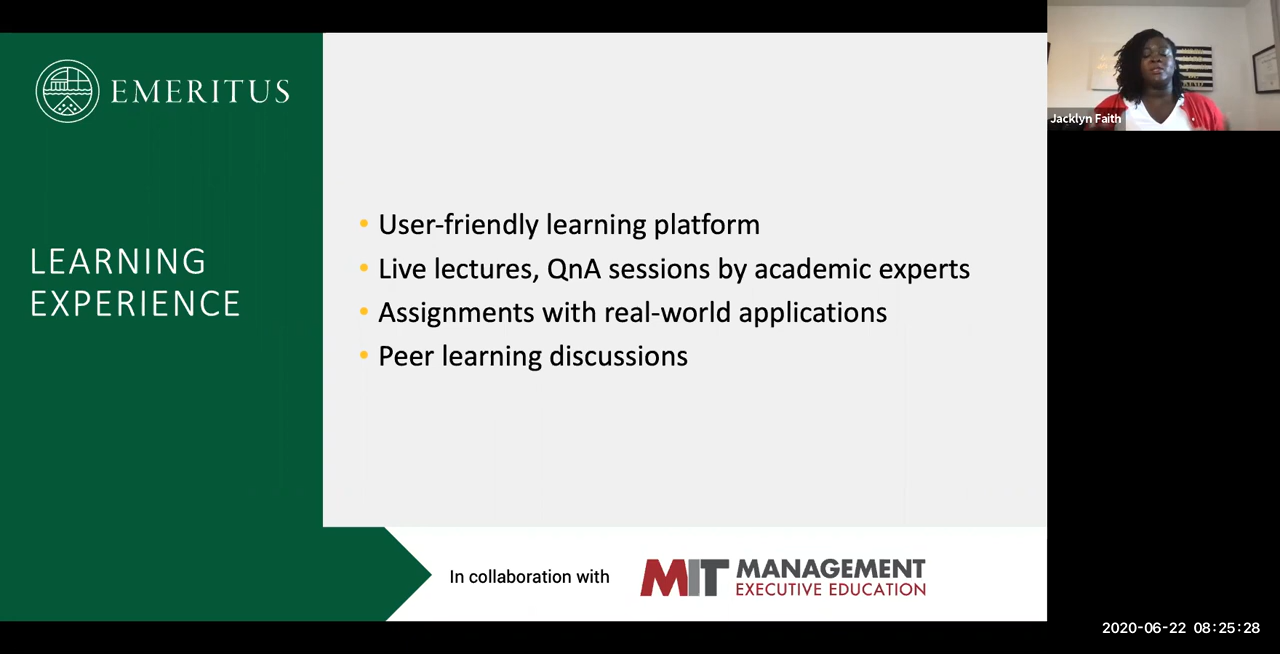 EMERITUS
LEARNING
EXPERIENCE
• User-friendly learning platform
• Live lectures, QnA sessions by academic experts
• Assignments with real-world applications
• Peer learning discussions
In collaboration with
MIT MANAGEMENT
EXECUTIVE EDUCATION
Jacklyn Faith
2020-06-22 08:25:28